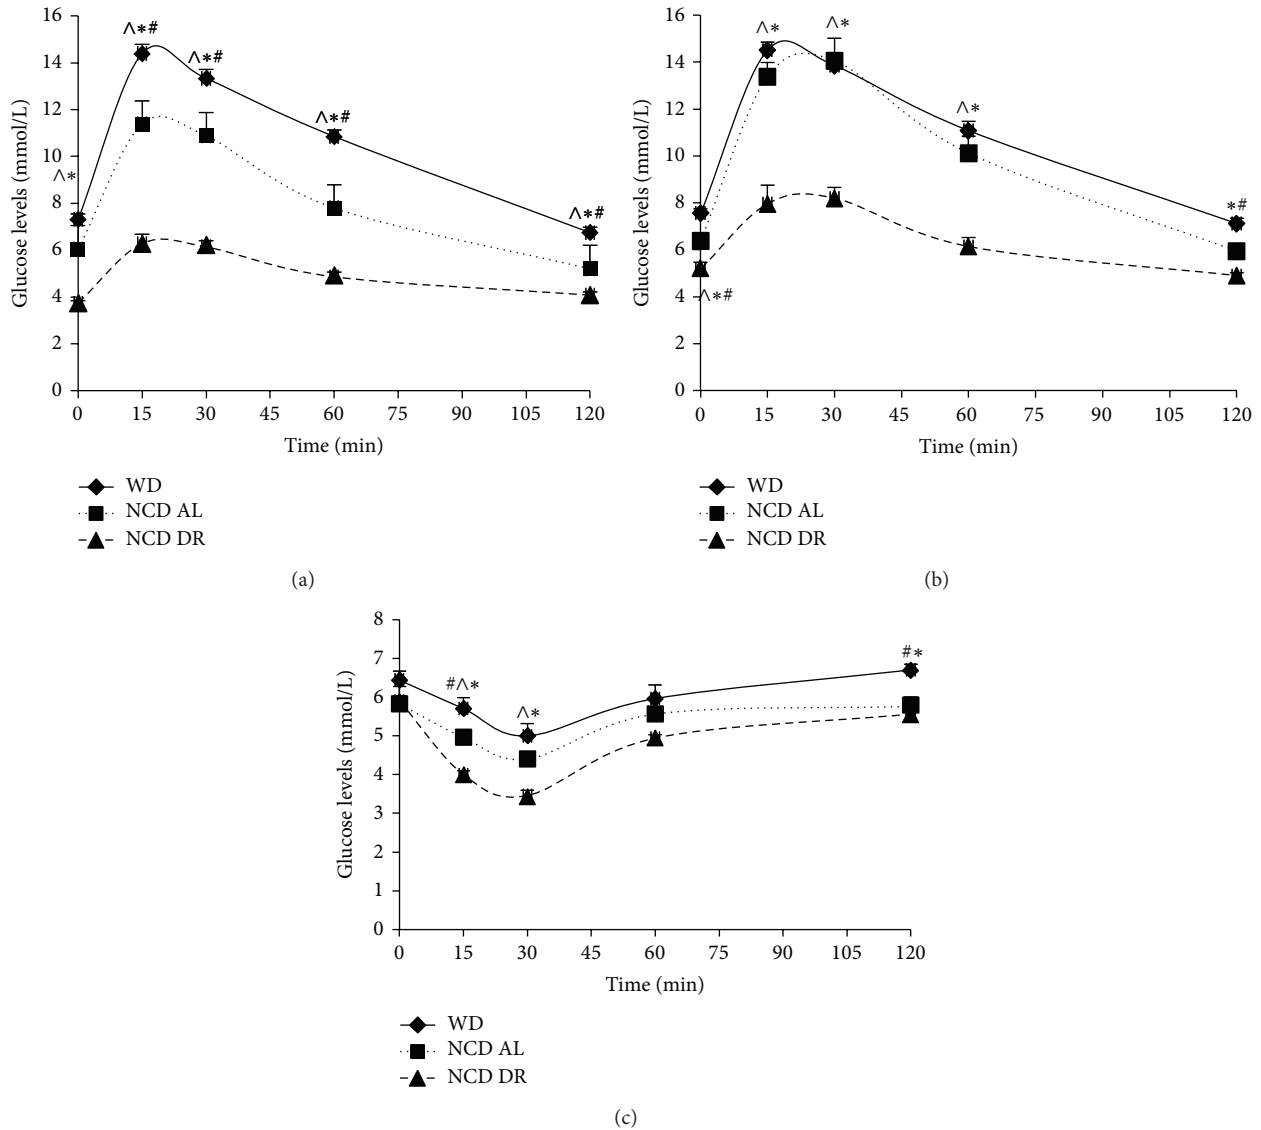 16
14
12
10
8
6
4
2
0
Glucose levels (mmol/L)
^*#
^*#
^*#
^*
^*#
0 15 30 45 60 75 90 105 120
Time (min)
WD
NCD AL
NCD DR
(a)
16
14
12
10
8
6
4
2
0
Glucose levels (mmol/L)
^*
^*
^*
*#
^*#
0 15 30 45 60 75 90 105 120
Time (min)
WD
NCD AL
NCD DR
(b)
8
7
6
5
4
3
2
1
0
Glucose levels (mmol/L)
#*
#^*
^*
0 15 30 45 60 75 90 105 120
Time (min)
WD
NCD AL
NCD DR
(c)